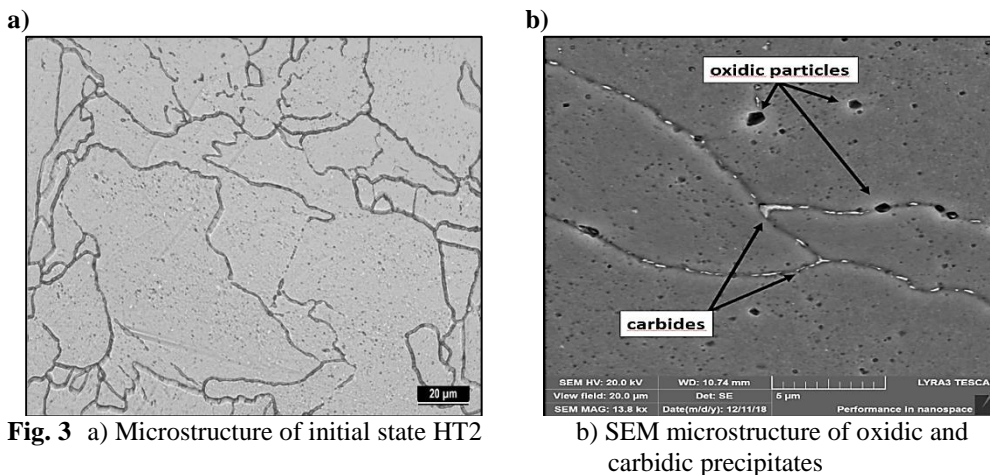 a)
b)
oxidic particles
carbides
20 µm
SEM HV: 20.0 kV WD: 10.74 mm LYRA3 TESCA
View field: 20.0 µm Det: SE 5 µm
SEM MAG: 13.8 kx Date(m/d/y): 12/11/18 Performance in nanospace
Fig. 3 a) Microstructure of initial state HT2
b) SEM microstructure of oxidic and
carbidic precipitates